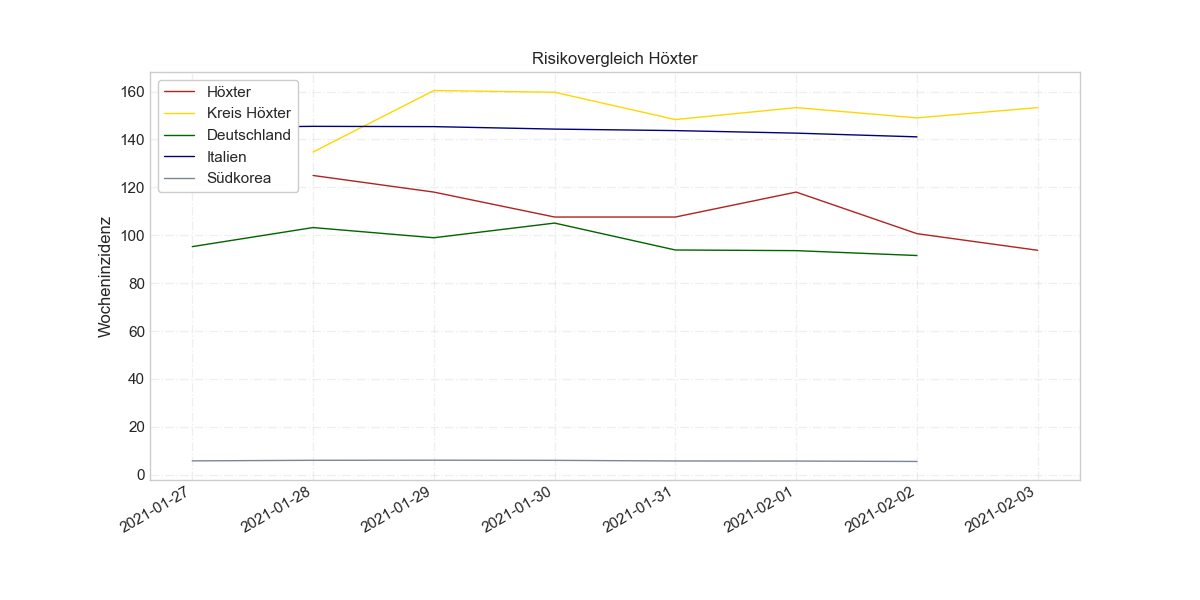 Risikovergleich Höxter
Höxter
Kreis Höxter
Deutschland
Italien
Südkorea
Wocheninzidenz
160
140
120
100
80
60
40
20
0
2021-01-27
2021-01-28
2021-01-29
2021-01-30
2021-01-31
2021-02-01
2021-02-02
2021-02-03